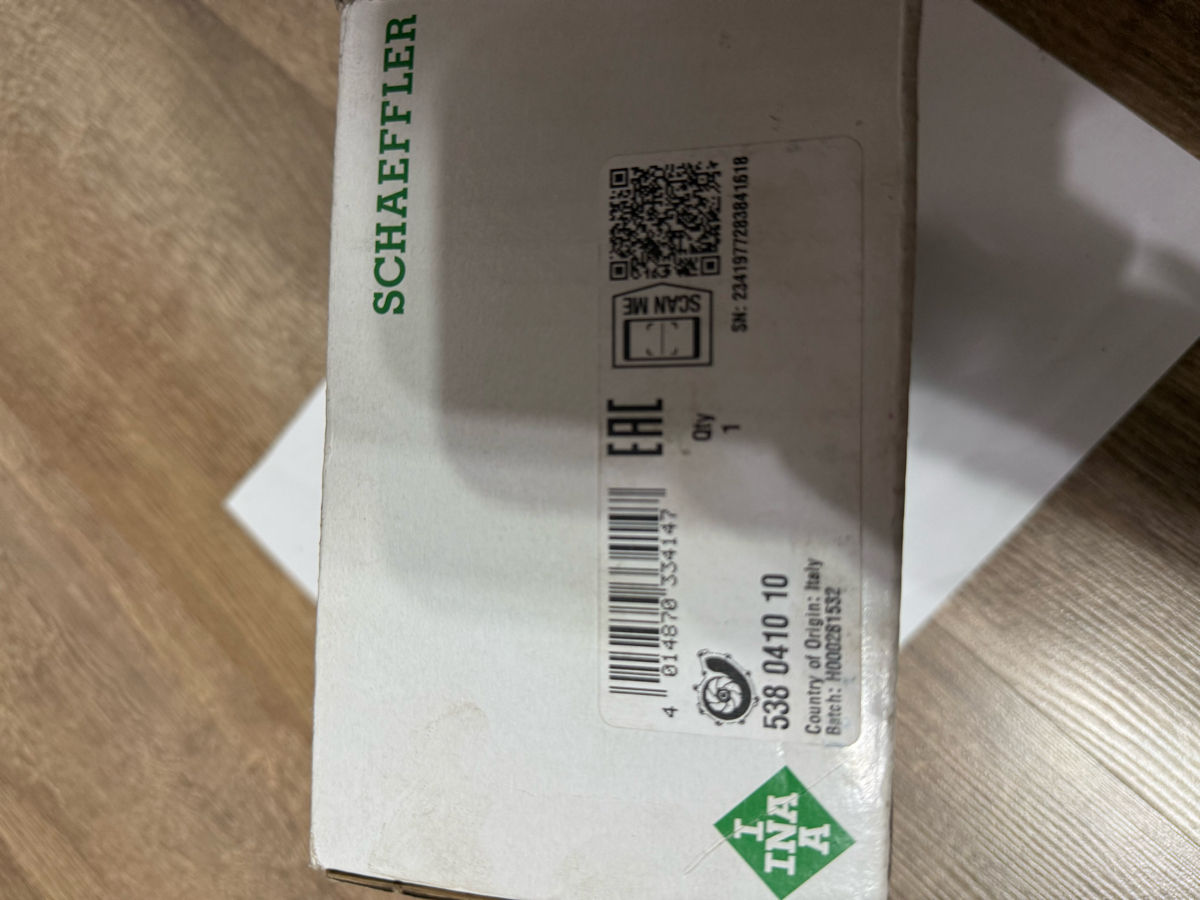 SCHAEFFLER
SCAN ME
SN: 2341977283841618
EAC
Qty
1
4 014870 334147
538 0410 10
Country of Origin: Italy
Batch: H000281532
I
INA
A